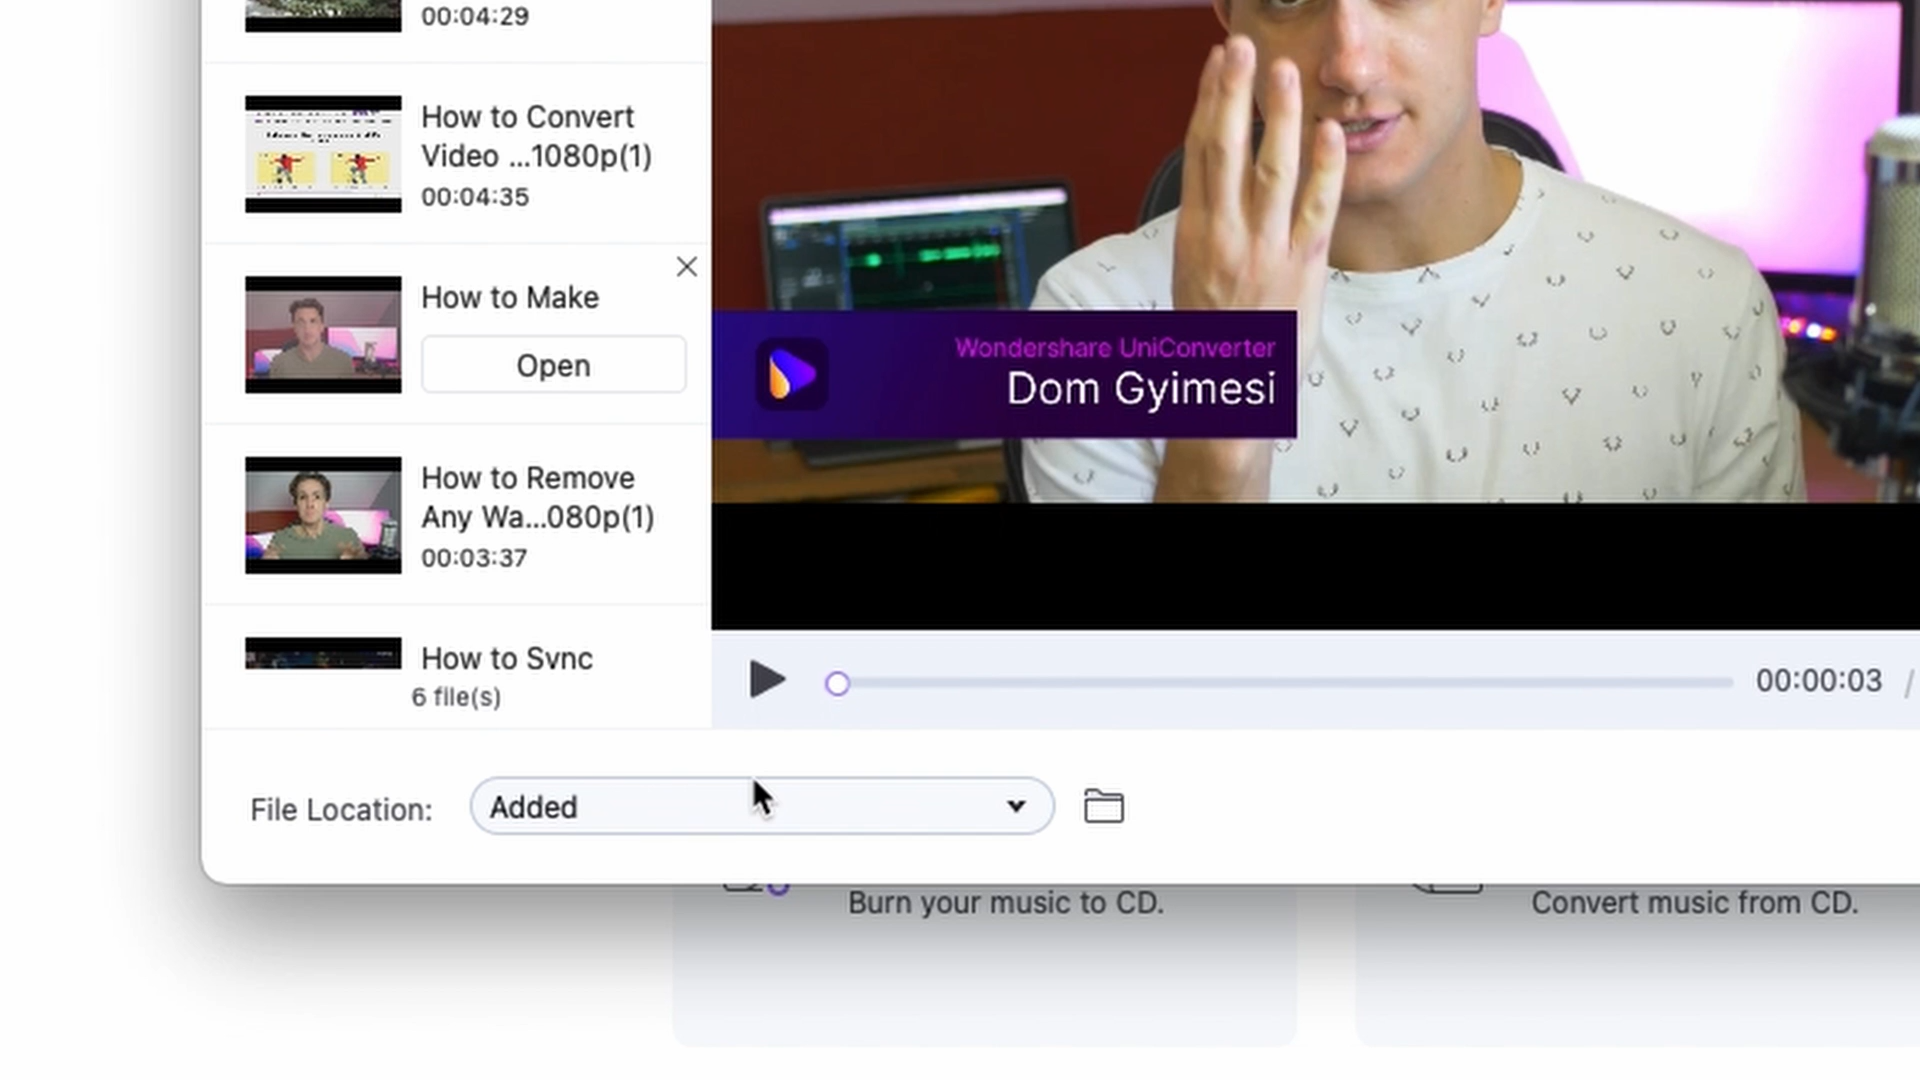 00:04:29
How to Convert
Video ...1080p(1)
00:04:35
How to Make
Open
How to Remove
Any Wa...080p(1)
00:03:37
How to Sync
6 file(s)
Wondershare UniConverter
Dom Gyimesi
00:00:03 /
File Location:
Added
Burn your music to CD.
Convert music from CD.